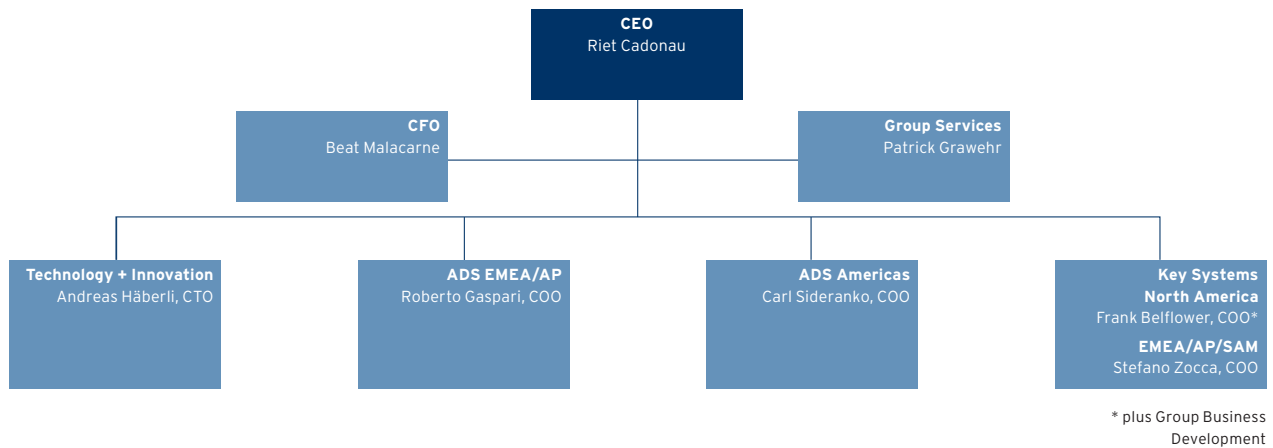 CEO
Riet Cadonau
CFO
Beat Malacarne
Group Services
Patrick Grawehr
Technology + Innovation
Andreas Häberli, CTO
ADS EMEA/AP
Roberto Gaspari, COO
ADS Americas
Carl Sideranko, COO
Key Systems
North America
Frank Belflower, COO*
EMEA/AP/SAM
Stefano Zocca, COO
* plus Group Business
Development